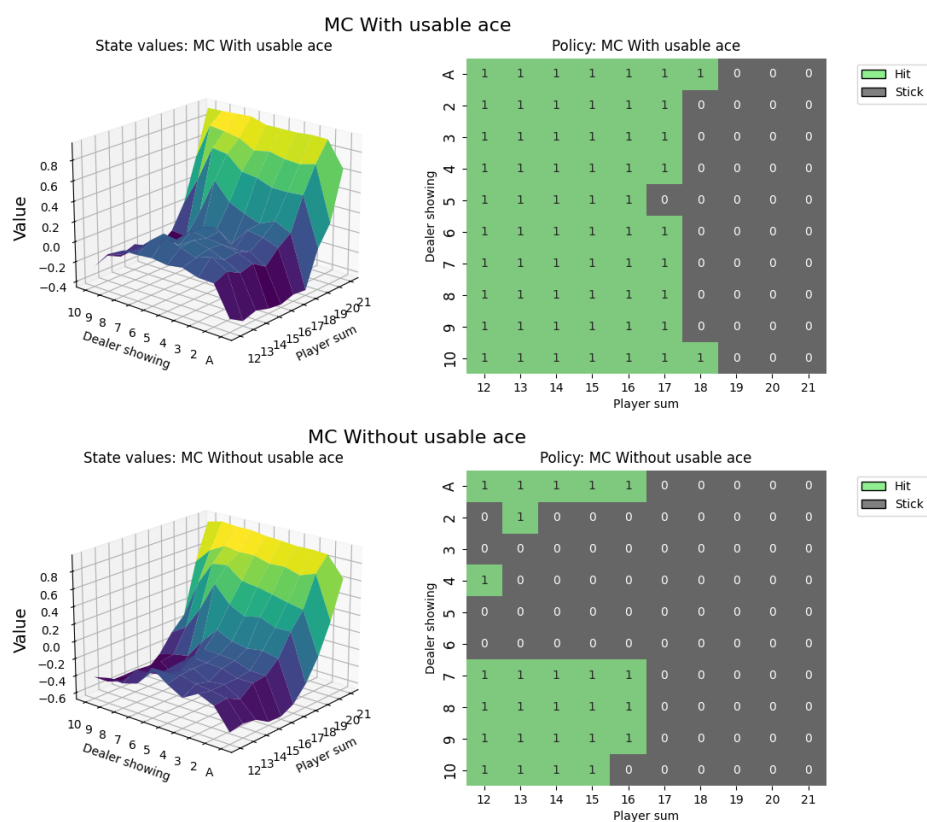 MC With usable ace
State values: MC With usable ace
Value
0.8
0.6
0.4
0.2
0.0
−0.2
−0.4
10 9 8 7 6 5 4 3 2 A
Dealer showing
12 13 14 15 16 17 18 19 20 21
Player sum
Policy: MC With usable ace
Dealer showing
A 1 1 1 1 1 1 1 0 0 0
2 1 1 1 1 1 1 0 0 0 0
3 1 1 1 1 1 1 0 0 0 0
4 1 1 1 1 1 1 0 0 0 0
5 1 1 1 1 1 0 0 0 0 0
6 1 1 1 1 1 1 0 0 0 0
7 1 1 1 1 1 1 0 0 0 0
8 1 1 1 1 1 1 0 0 0 0
9 1 1 1 1 1 1 0 0 0 0
10 1 1 1 1 1 1 1 0 0 0
12 13 14 15 16 17 18 19 20 21
Player sum
Hit
Stick
MC Without usable ace
State values: MC Without usable ace
Value
0.8
0.6
0.4
0.2
0.0
−0.2
−0.4
−0.6
10 9 8 7 6 5 4 3 2 A
Dealer showing
12 13 14 15 16 17 18 19 20 21
Player sum
Policy: MC Without usable ace
Dealer showing
A 1 1 1 1 1 0 0 0 0 0
2 0 1 0 0 0 0 0 0 0 0
3 0 0 0 0 0 0 0 0 0 0
4 1 0 0 0 0 0 0 0 0 0
5 0 0 0 0 0 0 0 0 0 0
6 0 0 0 0 0 0 0 0 0 0
7 1 1 1 1 1 0 0 0 0 0
8 1 1 1 1 1 0 0 0 0 0
9 1 1 1 1 1 0 0 0 0 0
10 1 1 1 1 0 0 0 0 0 0
12 13 14 15 16 17 18 19 20 21
Player sum
Hit
Stick